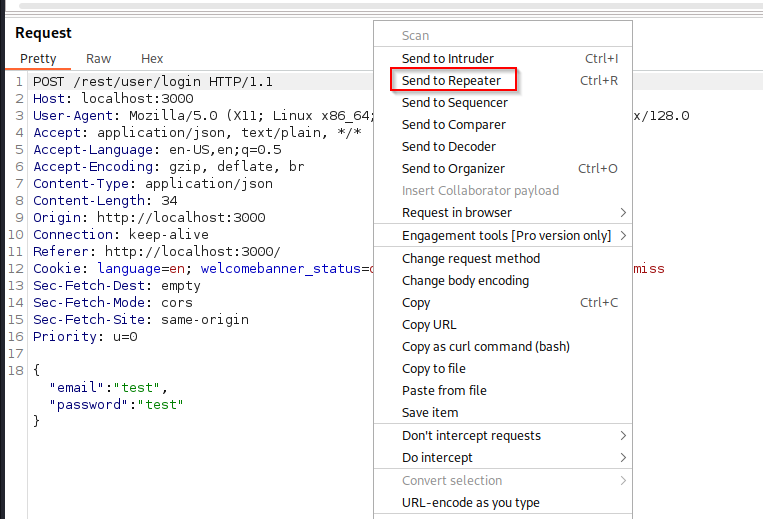 Request
Pretty Raw Hex
1 POST /rest/user/login HTTP/1.1
2 Host: localhost:3000
3 User-Agent: Mozilla/5.0 (X11; Linux x86_64; x/128.0
4 Accept: application/json, text/plain, */*
5 Accept-Language: en-US,en;q=0.5
6 Accept-Encoding: gzip, deflate, br
7 Content-Type: application/json
8 Content-Length: 34
9 Origin: http://localhost:3000
10 Connection: keep-alive
11 Referer: http://localhost:3000/
12 Cookie: language=en; welcomebanner_status= miss
13 Sec-Fetch-Dest: empty
14 Sec-Fetch-Mode: cors
15 Sec-Fetch-Site: same-origin
16 Priority: u=0
17
18 {
"email":"test",
"password":"test"
}
Scan
Send to Intruder Ctrl+I
Send to Repeater Ctrl+R
Send to Sequencer
Send to Comparer
Send to Decoder
Send to Organizer Ctrl+O
Insert Collaborator payload
Request in browser >
Engagement tools [Pro version only] >
Change request method
Change body encoding
Copy Ctrl+C
Copy URL
Copy as curl command (bash)
Copy to file
Paste from file
Save item
Don't intercept requests >
Do intercept >
Convert selection >
URL-encode as you type